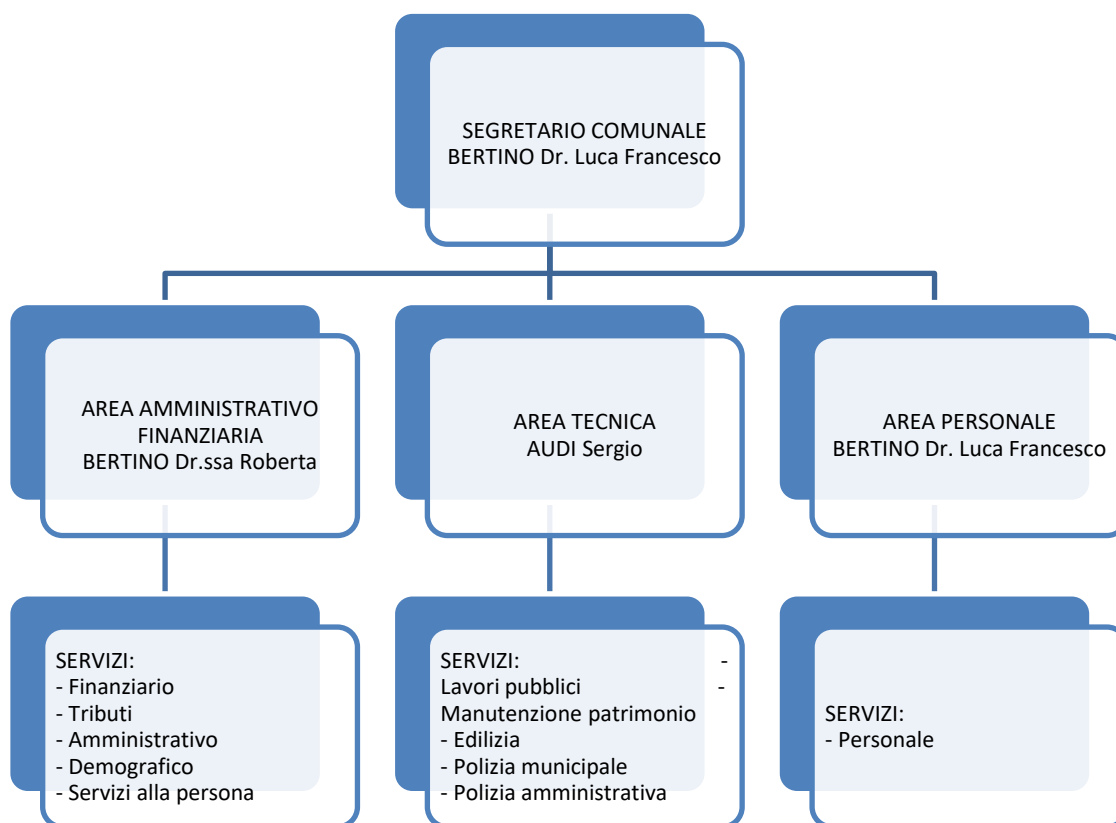 SEGRETARIO COMUNALE
BERTINO Dr. Luca Francesco
AREA AMMINISTRATIVO
FINANZIARIA
BERTINO Dr.ssa Roberta
AREA TECNICA
AUDI Sergio
AREA PERSONALE
BERTINO Dr. Luca Francesco
SERVIZI:
- Finanziario
- Tributi
- Amministrativo
- Demografico
- Servizi alla persona
SERVIZI: -
Lavori pubblici -
Manutenzione patrimonio
- Edilizia
- Polizia municipale
- Polizia amministrativa
SERVIZI:
- Personale